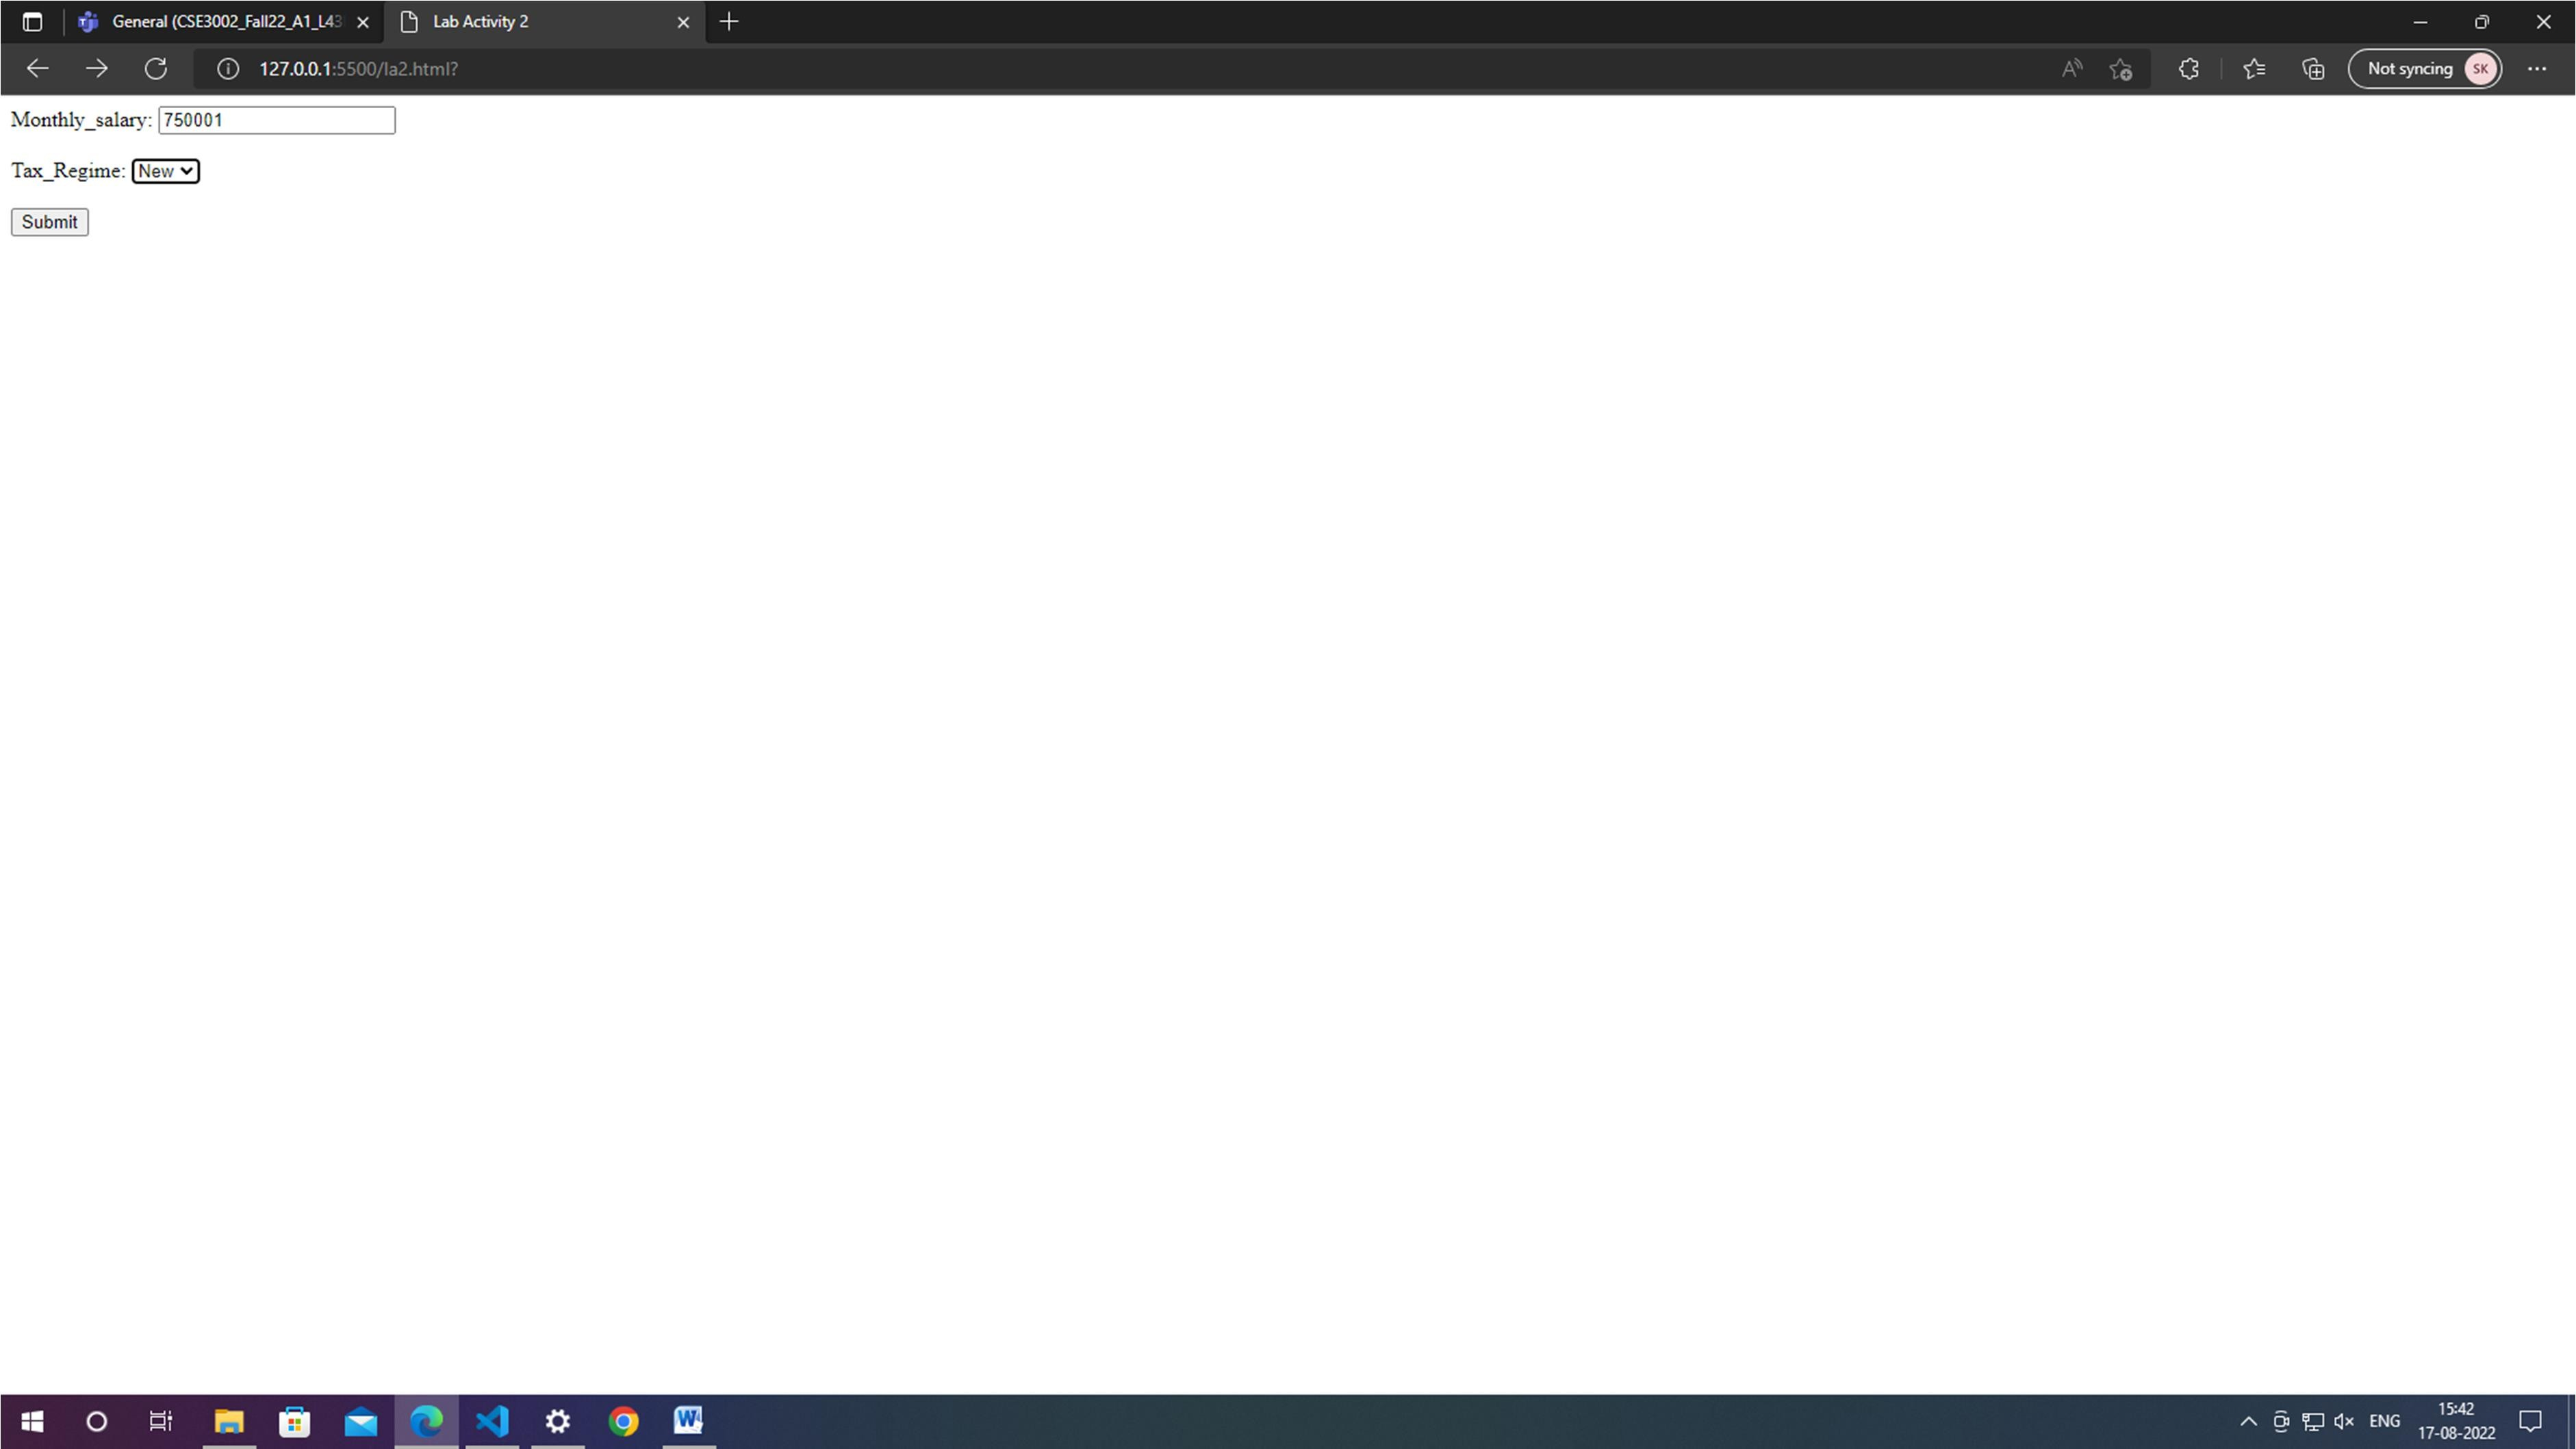 General (CSE3002_Fall22_A1_L43
Lab Activity 2
127.0.0.1:5500/la2.html?
Not syncing SK
Monthly_salary: 750001
Tax_Regime: New
Submit
ENG
15:42
17-08-2022